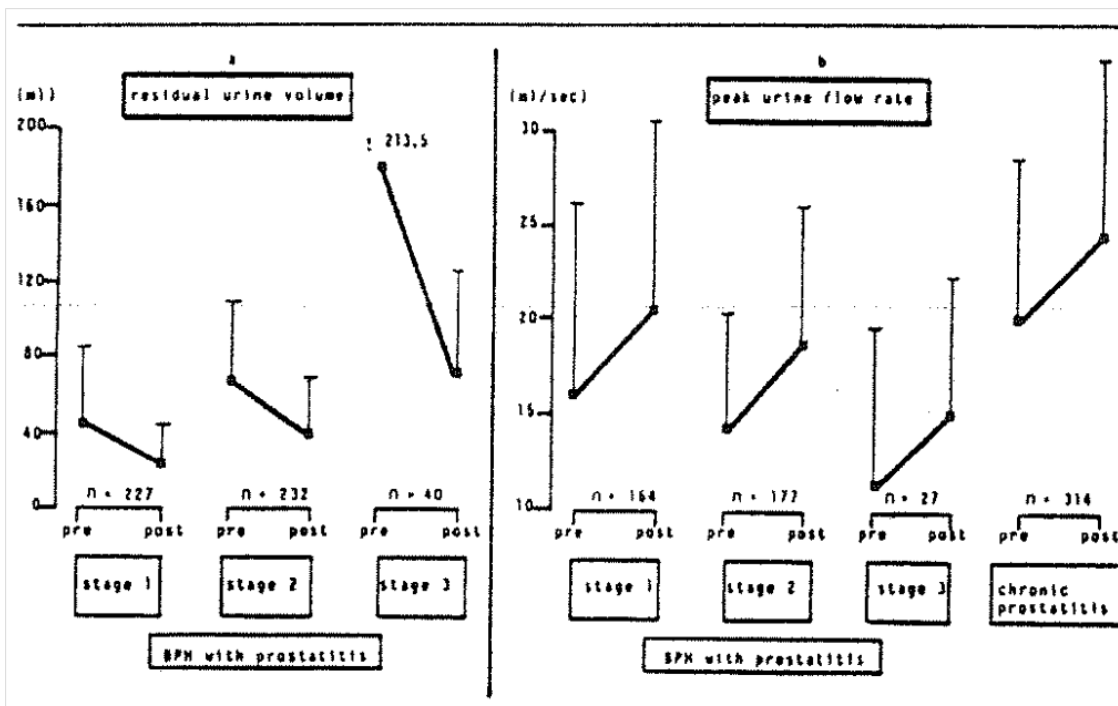 a
residual urine volume
(ml)
200
160
120
80
40
0
± 213,5
n = 227
n = 232
n = 40
pre post
pre post
pre post
stage 1
stage 2
stage 3
BPH with prostatitis
b
peak urine flow rate
(ml/sec)
30
25
20
15
10
n = 164
n = 177
n = 27
n = 314
pre post
pre post
pre post
pre post
stage 1
stage 2
stage 3
chronic
prostatitis
BPH with prostatitis